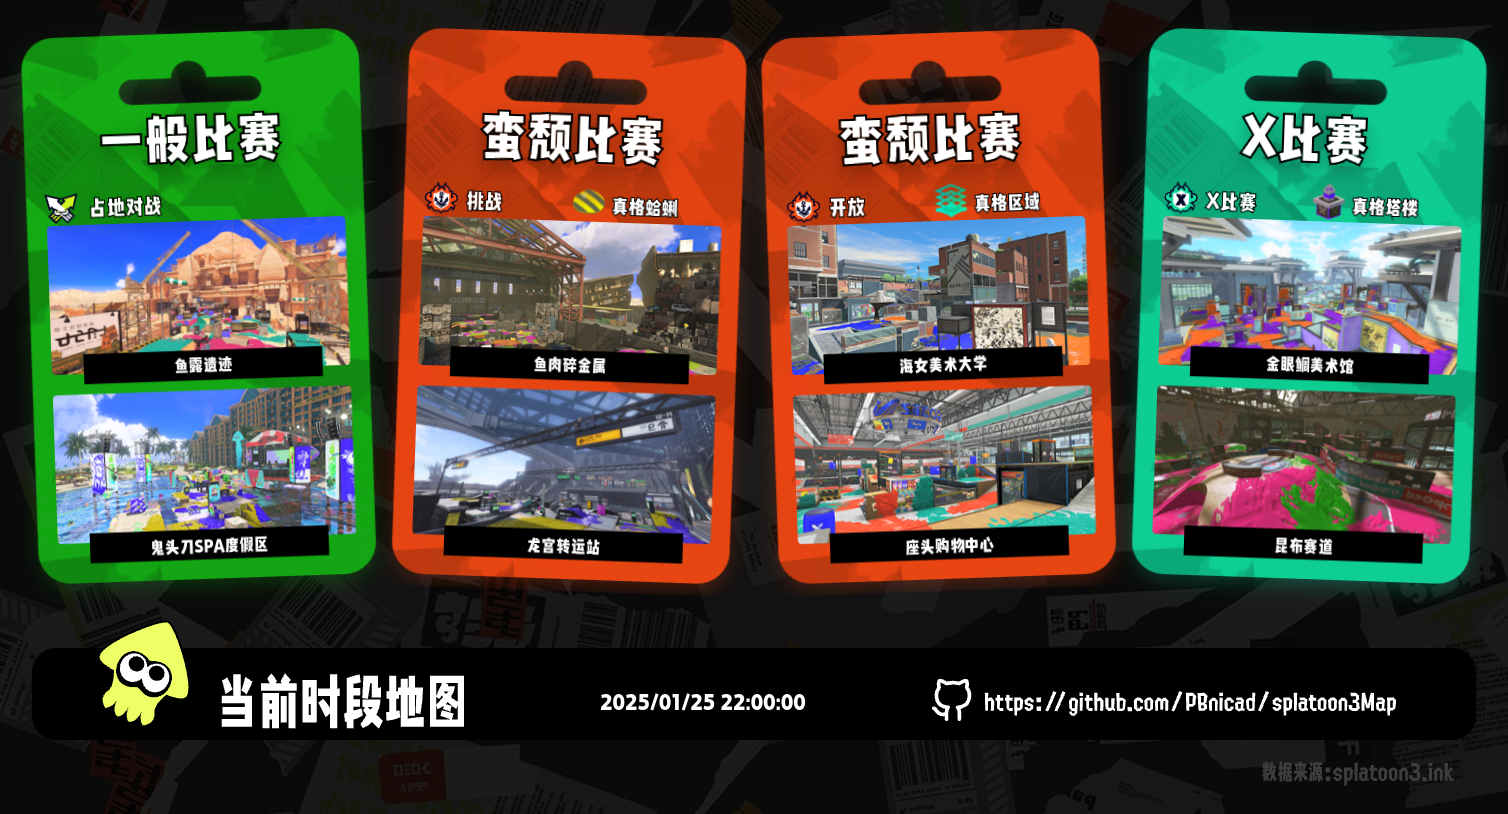 一般比赛
占地对战
鱼露遗迹
鬼头刀SPA度假区
蛮颓比赛
挑战
真格蛤蜊
鱼肉碎金属
龙宫转运站
蛮颓比赛
开放
真格区域
海女美术大学
座头购物中心
X比赛
X比赛
真格塔楼
金眼鲷美术馆
昆布赛道
当前时段地图
2025/01/25 22:00:00
https://github.com/PBnicad/splatoon3Map
数据来源:splatoon3.ink